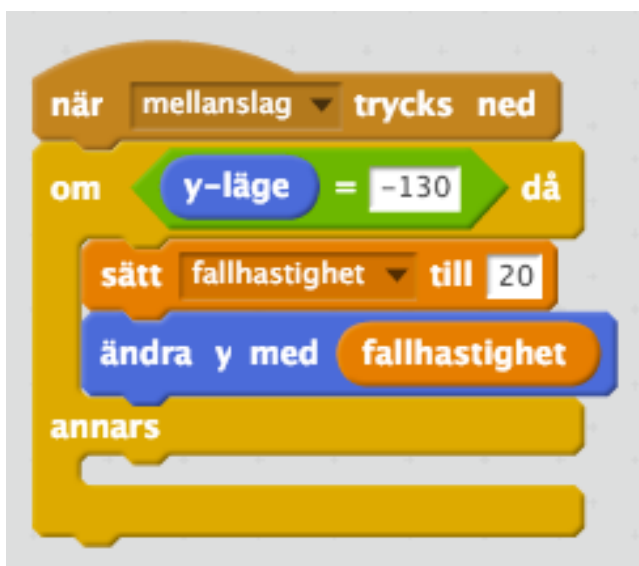 när mellanslag trycks ned
om y-läge = -130 då
sätt fallhastighet till 20
ändra y med fallhastighet
annars